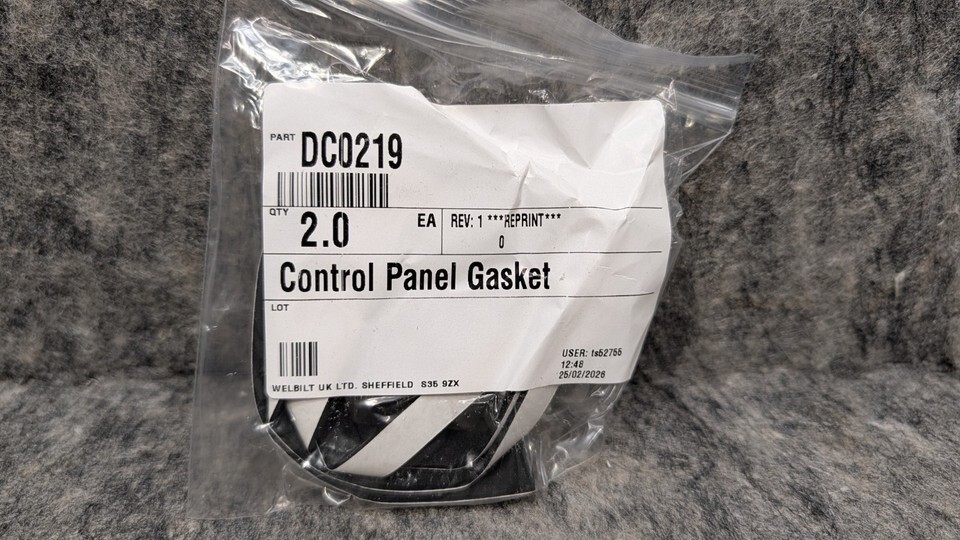 PART DC0219
QTY 2.0 EA REV: 1 ***REPRINT***
0
Control Panel Gasket
LOT
USER: ts52755
12:46
25/02/2026
WELBILT UK LTD. SHEFFIELD S35 9ZX